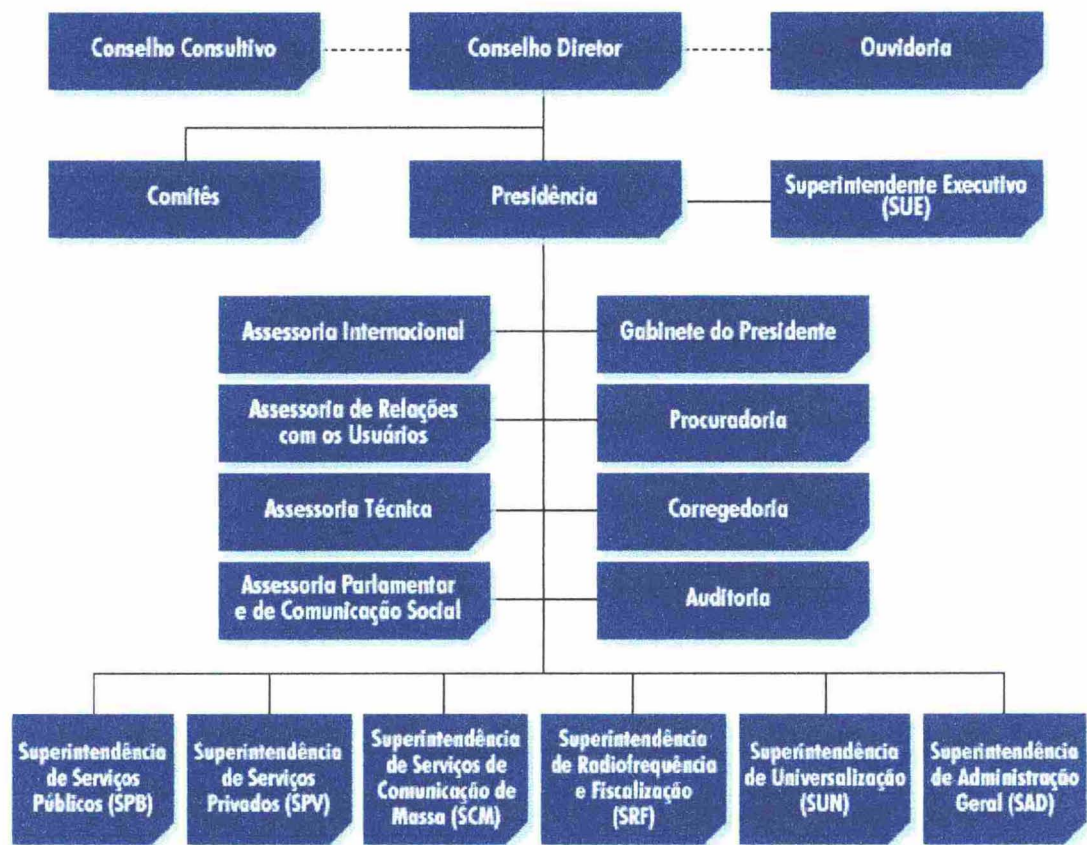 Conselho Consultivo
Conselho Diretor
Ouvidoria
Comitês
Presidência
Superintendente Executivo
(SUE)
Assessoria Internacional
Gabinete do Presidente
Assessoria de Relações
com os Usuários
Procuradoria
Assessoria Técnica
Corregedoria
Assessoria Parlamentar
e de Comunicação Social
Auditoria
Superintendência
de Serviços
Públicos (SPB)
Superintendência
de Serviços
Privados (SPV)
Superintendência
de Serviços de
Comunicação de
Massa (SCM)
Superintendência
de Radiofrequência
e Fiscalização
(SRF)
Superintendência
de Universalização
(SUN)
Superintendência
de Administração
Geral (SAD)